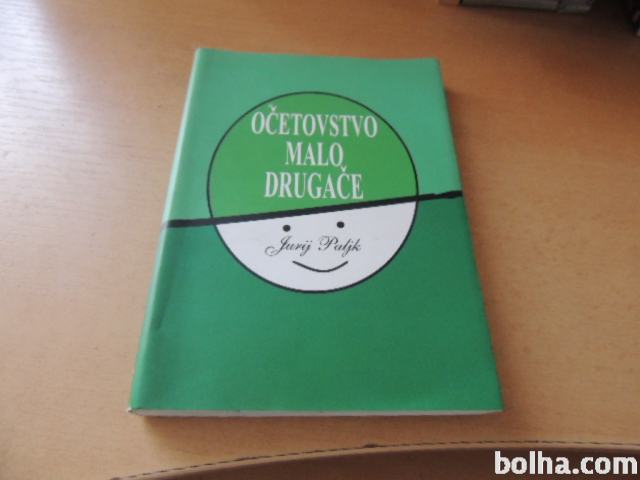 OČETOVSTVO
MALO
DRUGAČE
Jurij Paljk
bolha.com